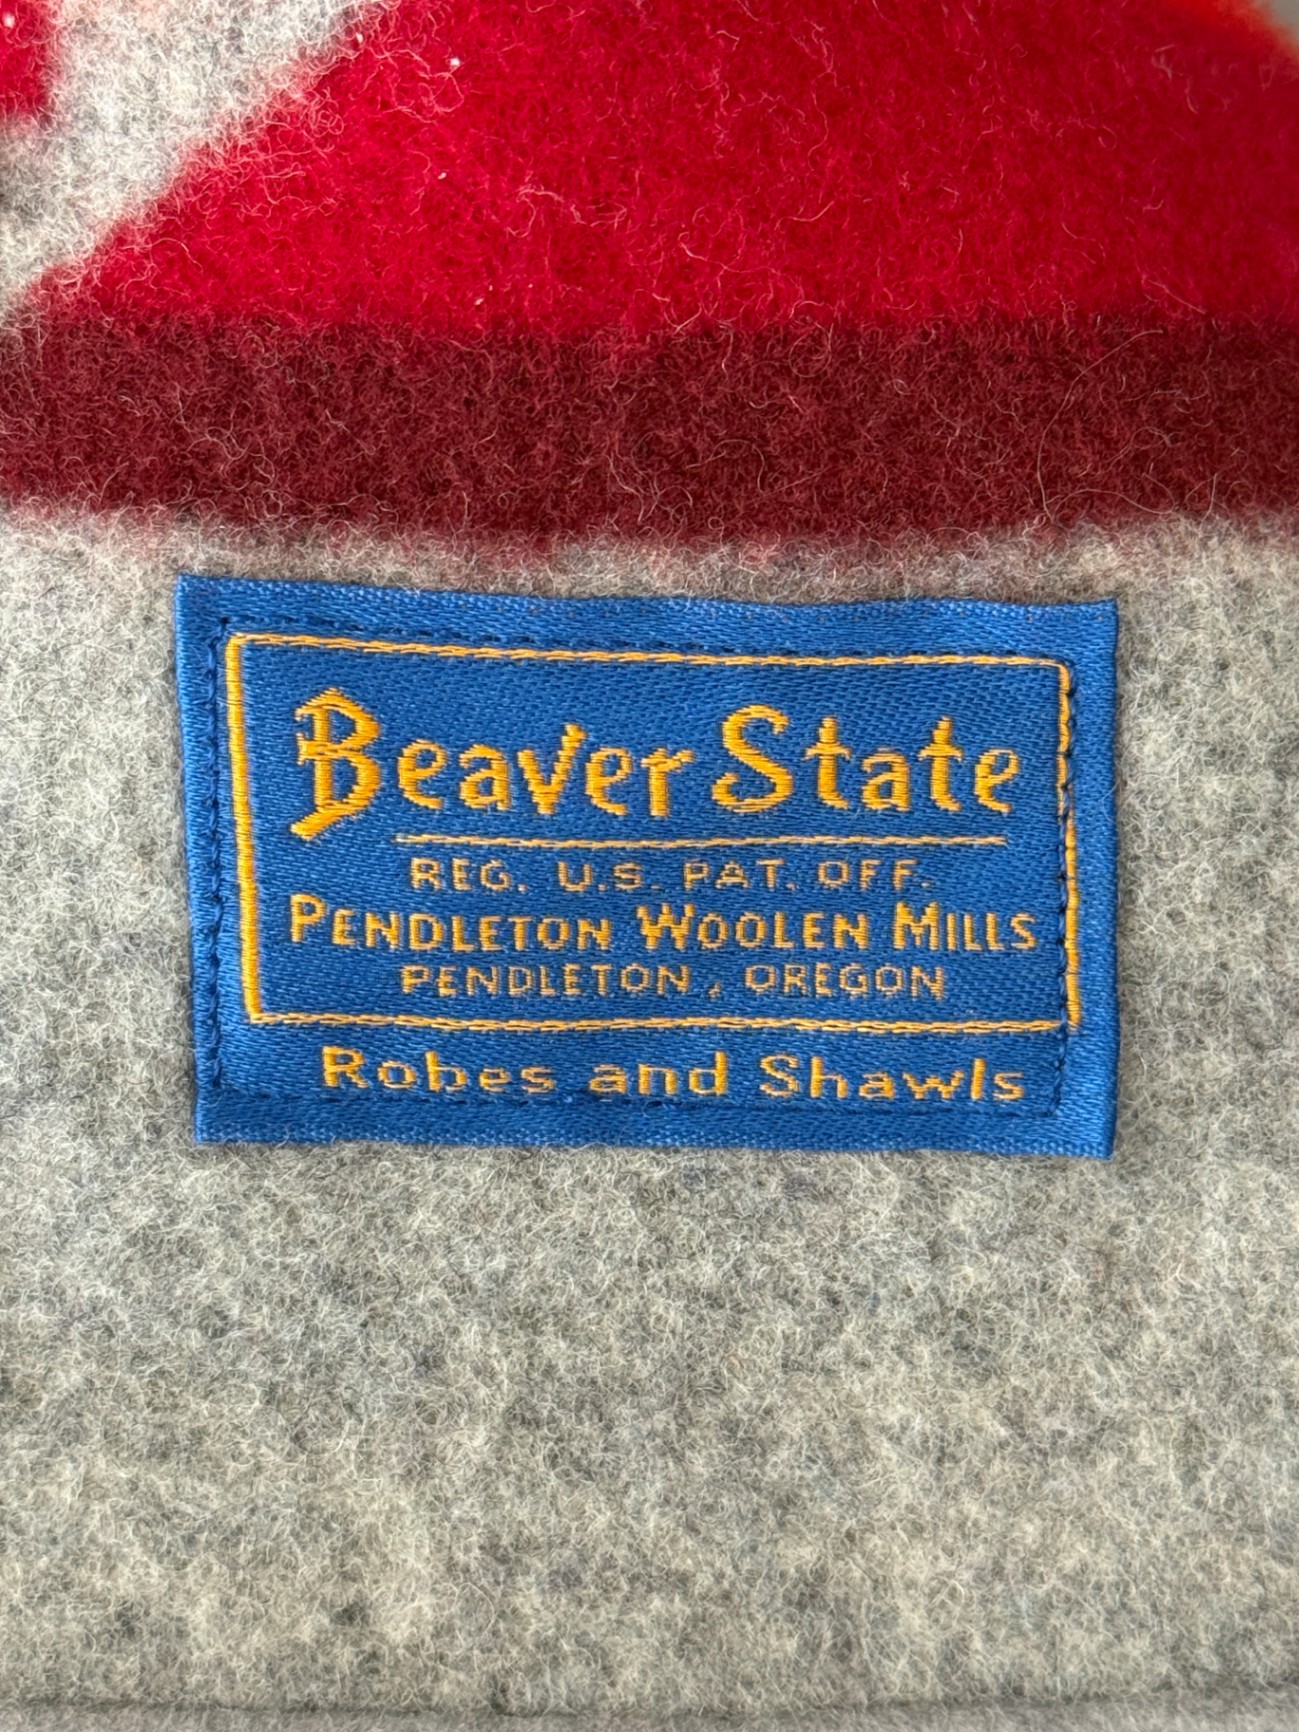 Beaver State
REG. U.S. PAT. OFF.
PENDLETON WOOLEN MILLS
PENDLETON, OREGON
Robes and Shawls